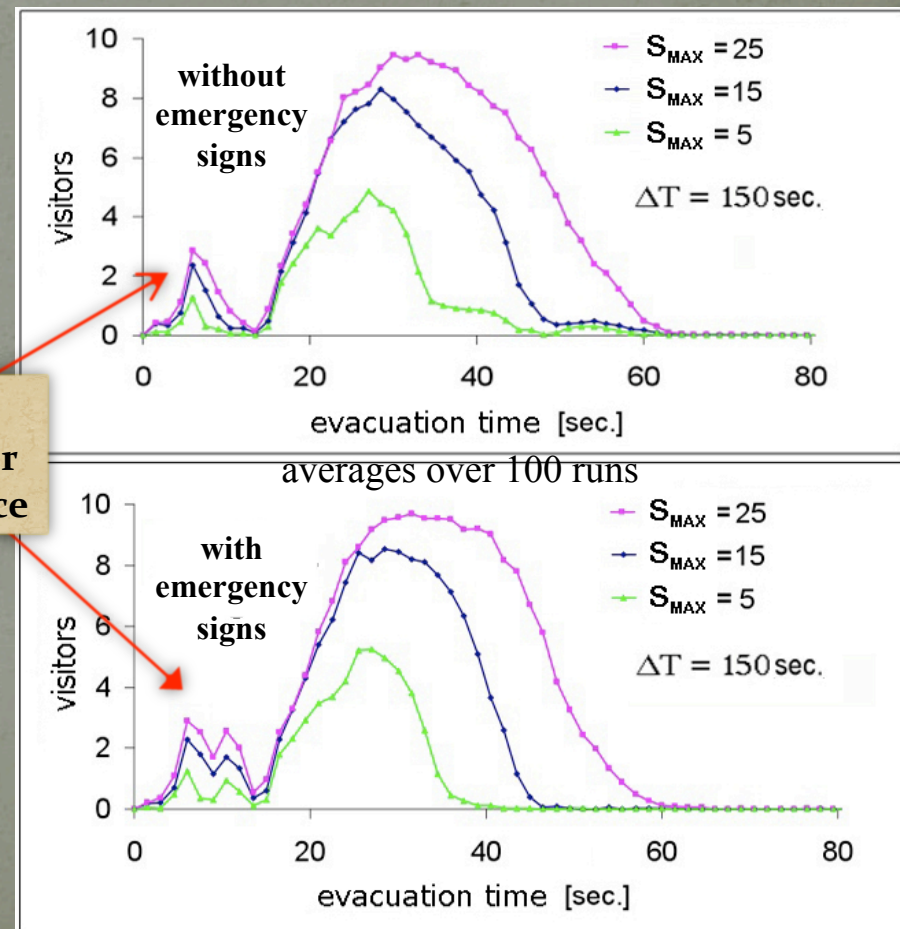 10
8
6
4
2
0
visitors
without
emergency
signs
S_MAX = 25
S_MAX = 15
S_MAX = 5
ΔT = 150 sec.
0 20 40 60 80
evacuation time [sec.]
averages over 100 runs
10
8
6
4
2
0
visitors
with
emergency
signs
S_MAX = 25
S_MAX = 15
S_MAX = 5
ΔT = 150 sec.
0 20 40 60 80
evacuation time [sec.]